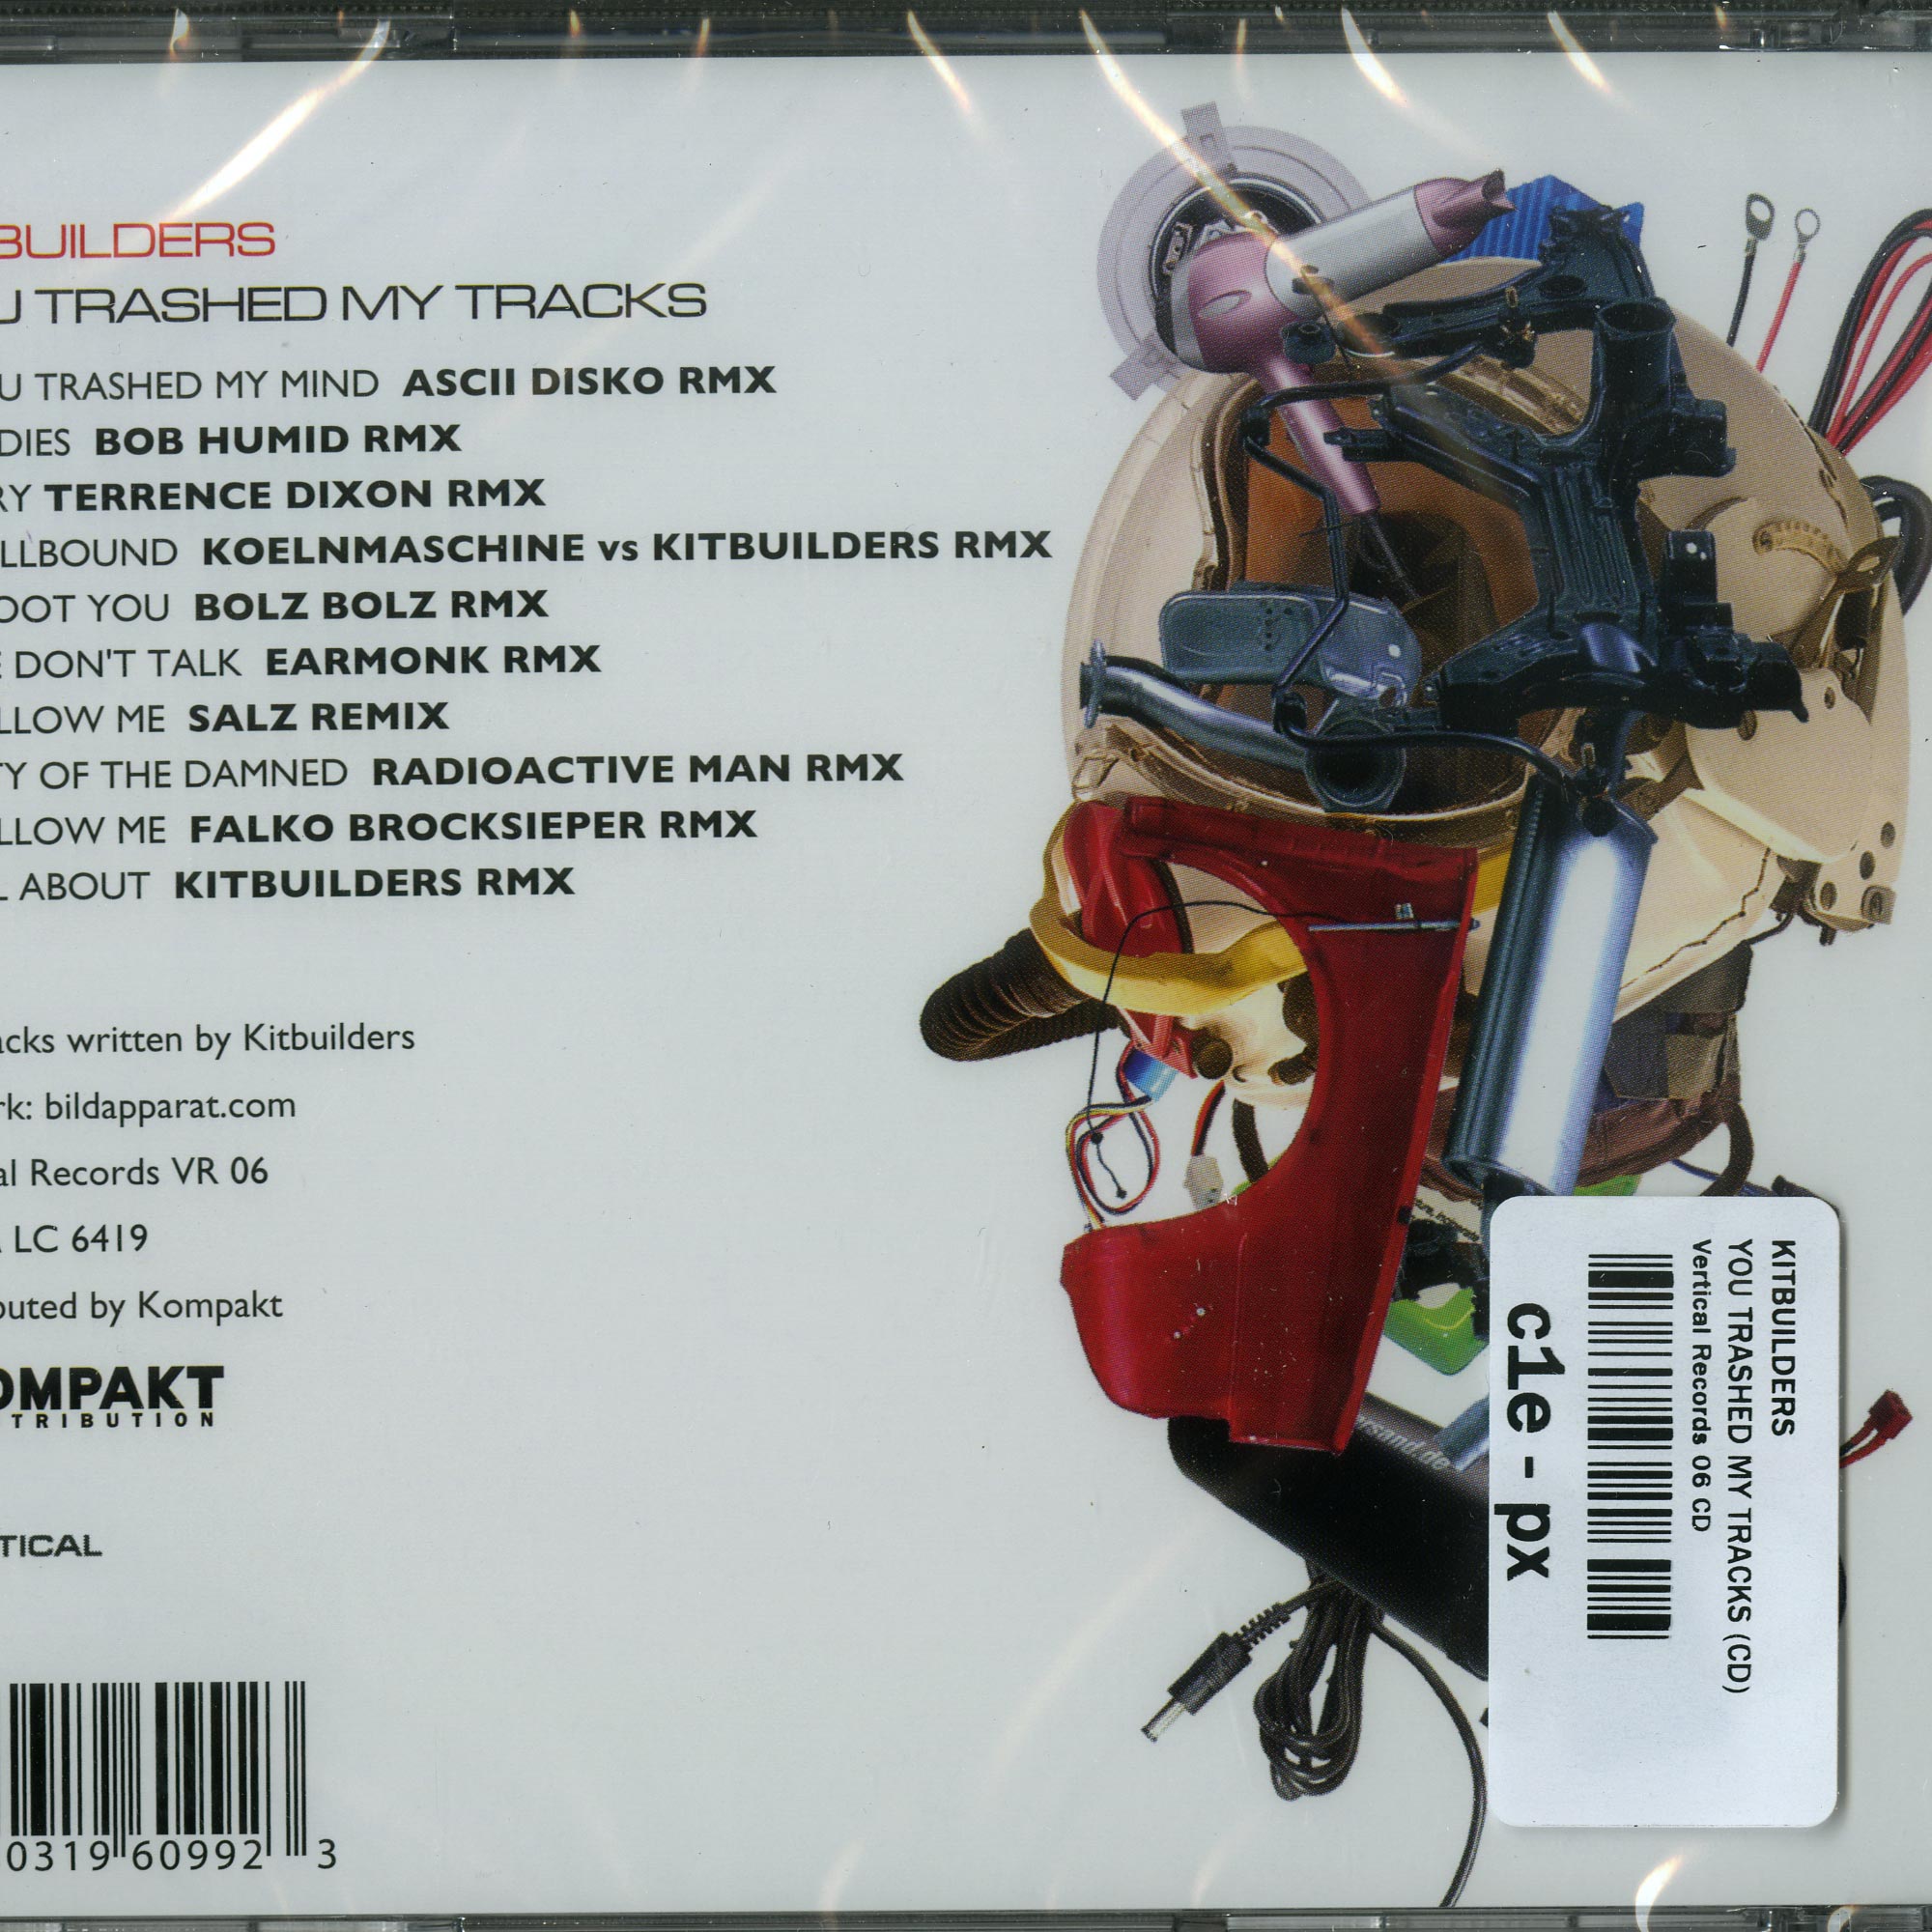 BUILDERS
U TRASHED MY TRACKS
U TRASHED MY MIND ASCII DISKO RMX
DIES BOB HUMID RMX
RY TERRENCE DIXON RMX
LLBOUND KOELNMASCHINE vs KITBUILDERS RMX
OOT YOU BOLZ BOLZ RMX
E DON'T TALK EARMONK RMX
LLOW ME SALZ REMIX
TY OF THE DAMNED RADIOACTIVE MAN RMX
LLOW ME FALKO BROCKSIEPER RMX
L ABOUT KITBUILDERS RMX
acks written by Kitbuilders
rk: bildapparat.com
al Records VR 06
LC 6419
buted by Kompakt
OMPAKT
TRIBUTION
TICAL
0319 60992 3
rsand.de
KITBUILDERS
YOU TRASHED MY TRACKS (CD)
Vertical Records 06 CD
c1e-px